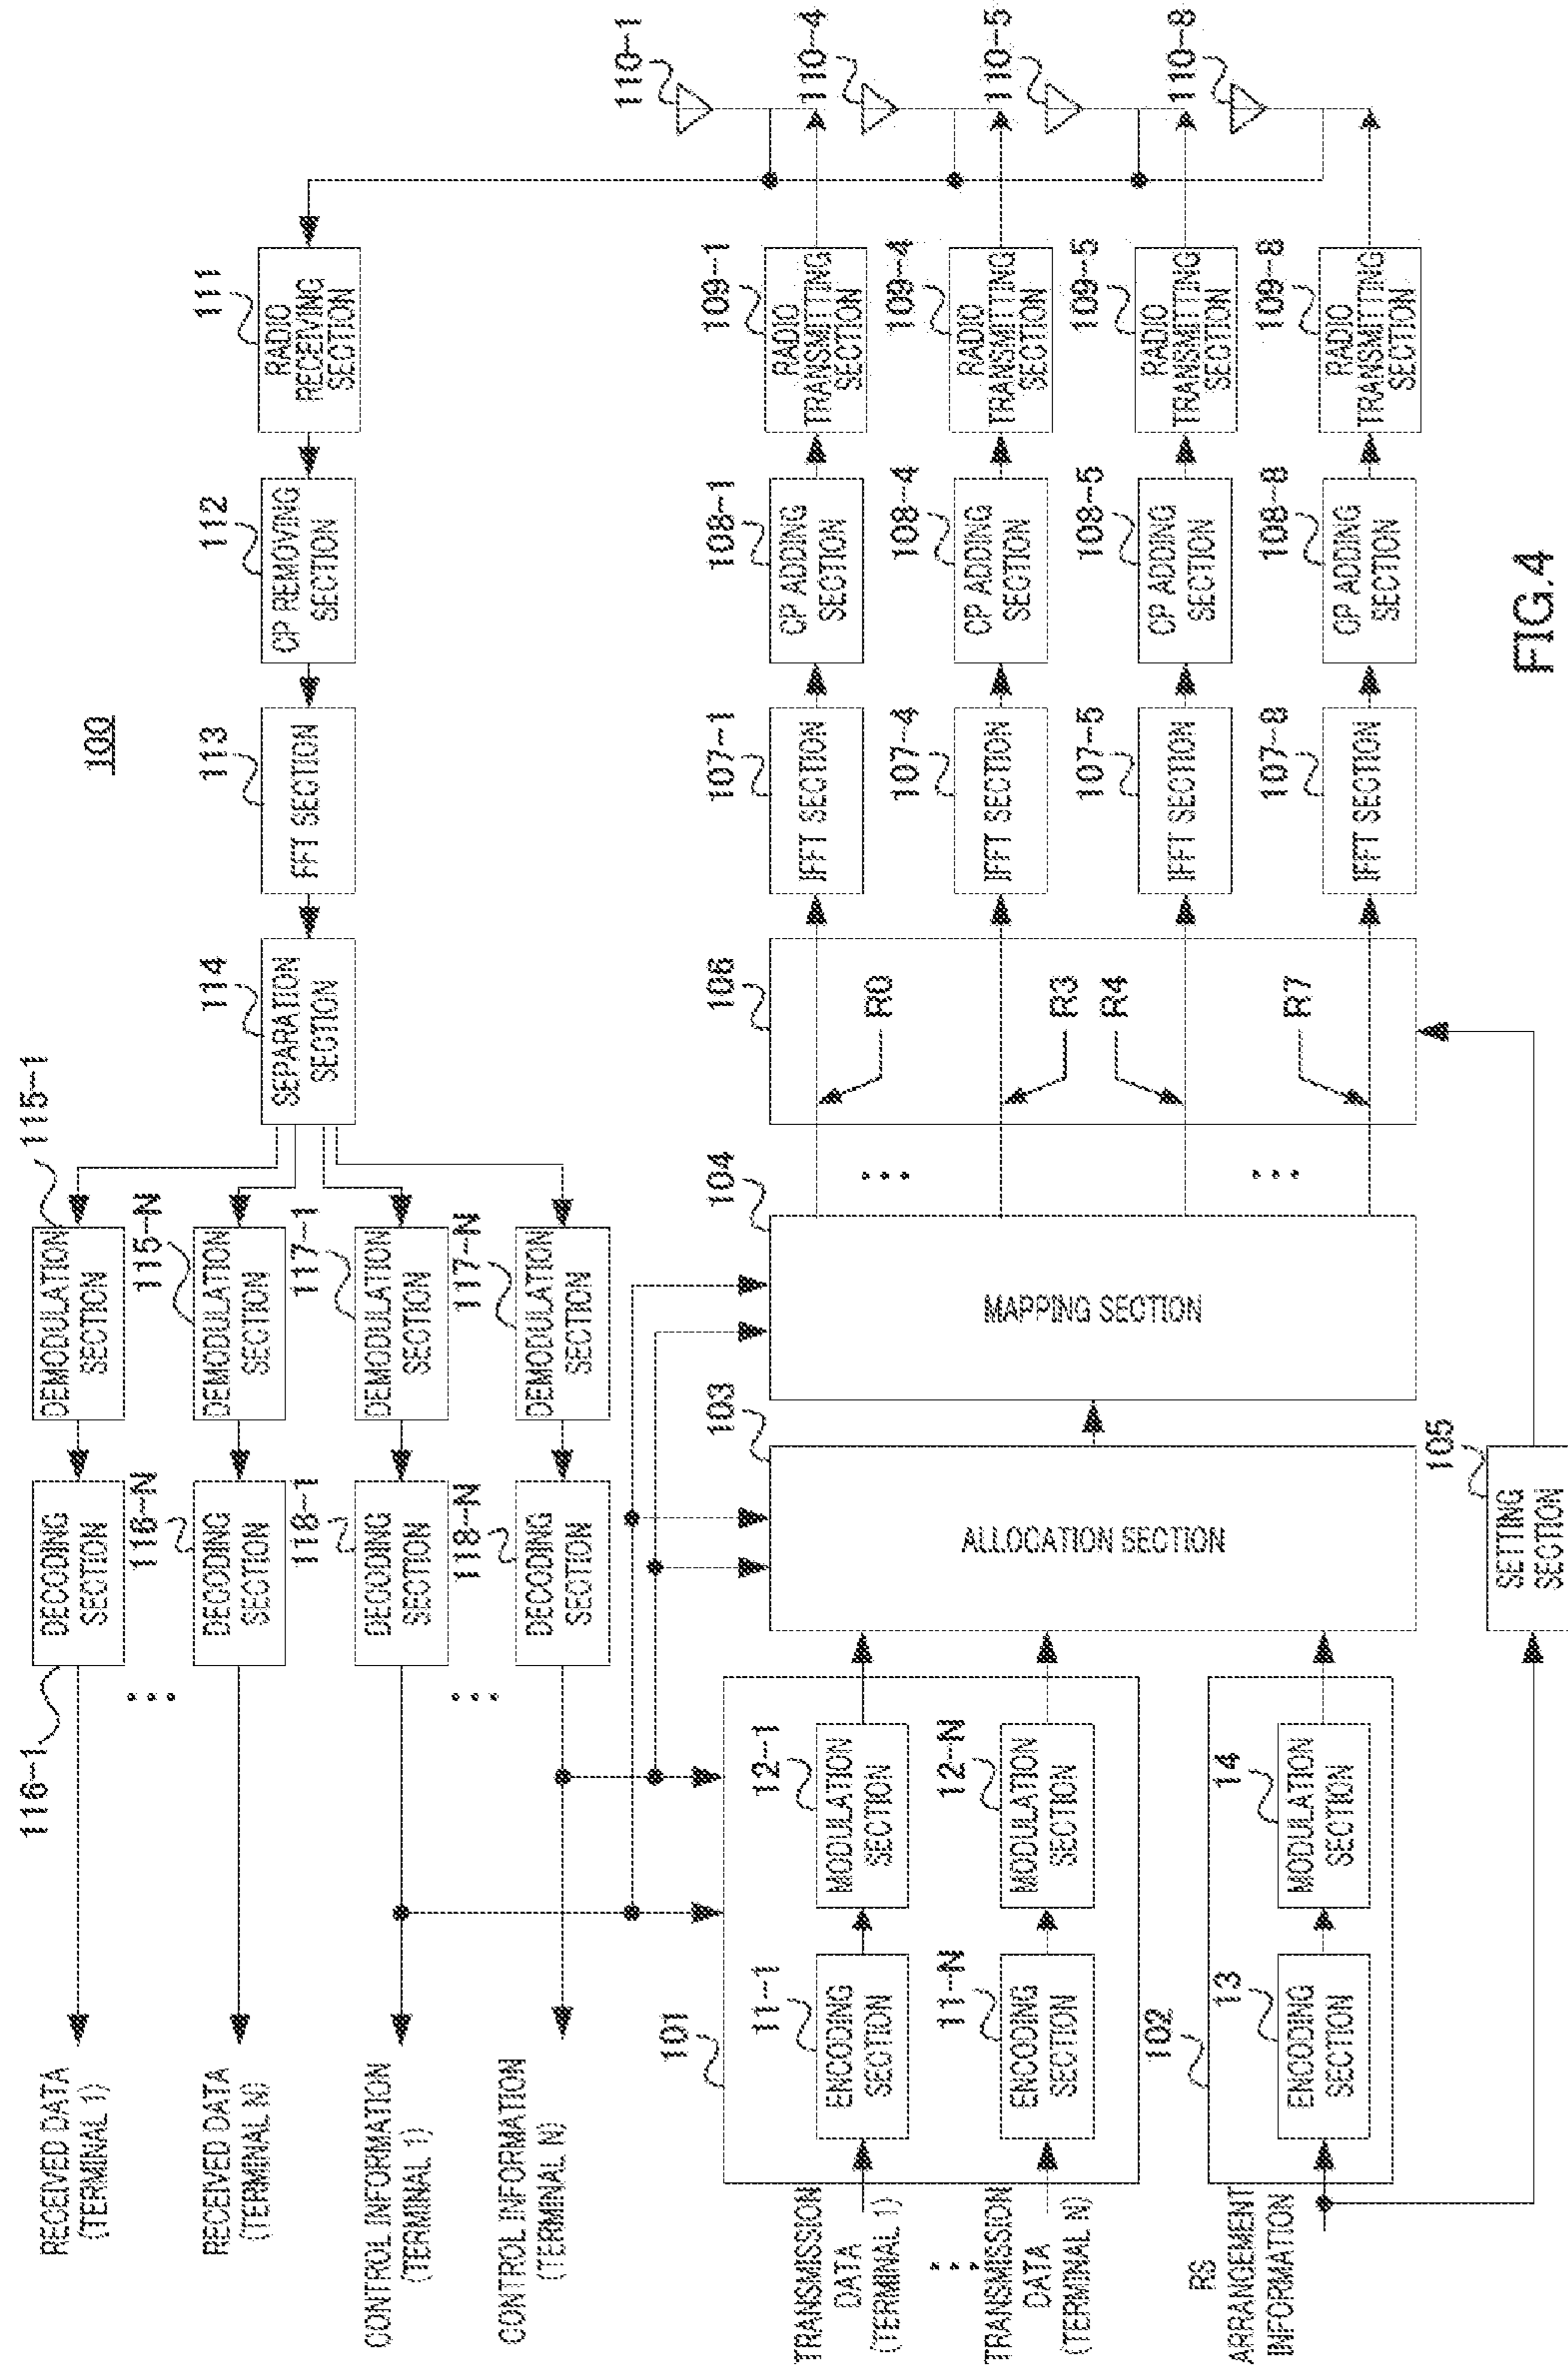 100
RECEIVED DATA
(TERMINAL 1)
116-1
DECODING
SECTION
DEMODULATION
SECTION
115-1
RECEIVED DATA
(TERMINAL N)
116-N
DECODING
SECTION
115-N
DEMODULATION
SECTION
114
SEPARATION
SECTION
113
FFT SECTION
112
CP REMOVING
SECTION
111
RADIO
RECEIVING
SECTION
CONTROL INFORMATION
(TERMINAL 1)
118-1
DECODING
SECTION
117-1
DEMODULATION
SECTION
CONTROL INFORMATION
(TERMINAL N)
118-N
DECODING
SECTION
117-N
DEMODULATION
SECTION
101
TRANSMISSION
DATA
(TERMINAL 1)
11-1
ENCODING
SECTION
12-1
MODULATION
SECTION
TRANSMISSION
DATA
(TERMINAL N)
11-N
ENCODING
SECTION
12-N
MODULATION
SECTION
102
RS
ARRANGEMENT
INFORMATION
13
ENCODING
SECTION
14
MODULATION
SECTION
103
ALLOCATION SECTION
104
MAPPING SECTION
105
SETTING
SECTION
106
R0
R3
R4
R7
107-1
IFFT SECTION
108-1
CP ADDING
SECTION
109-1
RADIO
TRANSMITTING
SECTION
110-1
107-4
IFFT SECTION
108-4
CP ADDING
SECTION
109-4
RADIO
TRANSMITTING
SECTION
110-4
107-5
IFFT SECTION
108-5
CP ADDING
SECTION
109-5
RADIO
TRANSMITTING
SECTION
110-5
107-8
IFFT SECTION
108-8
CP ADDING
SECTION
109-8
RADIO
TRANSMITTING
SECTION
110-8
FIG.4